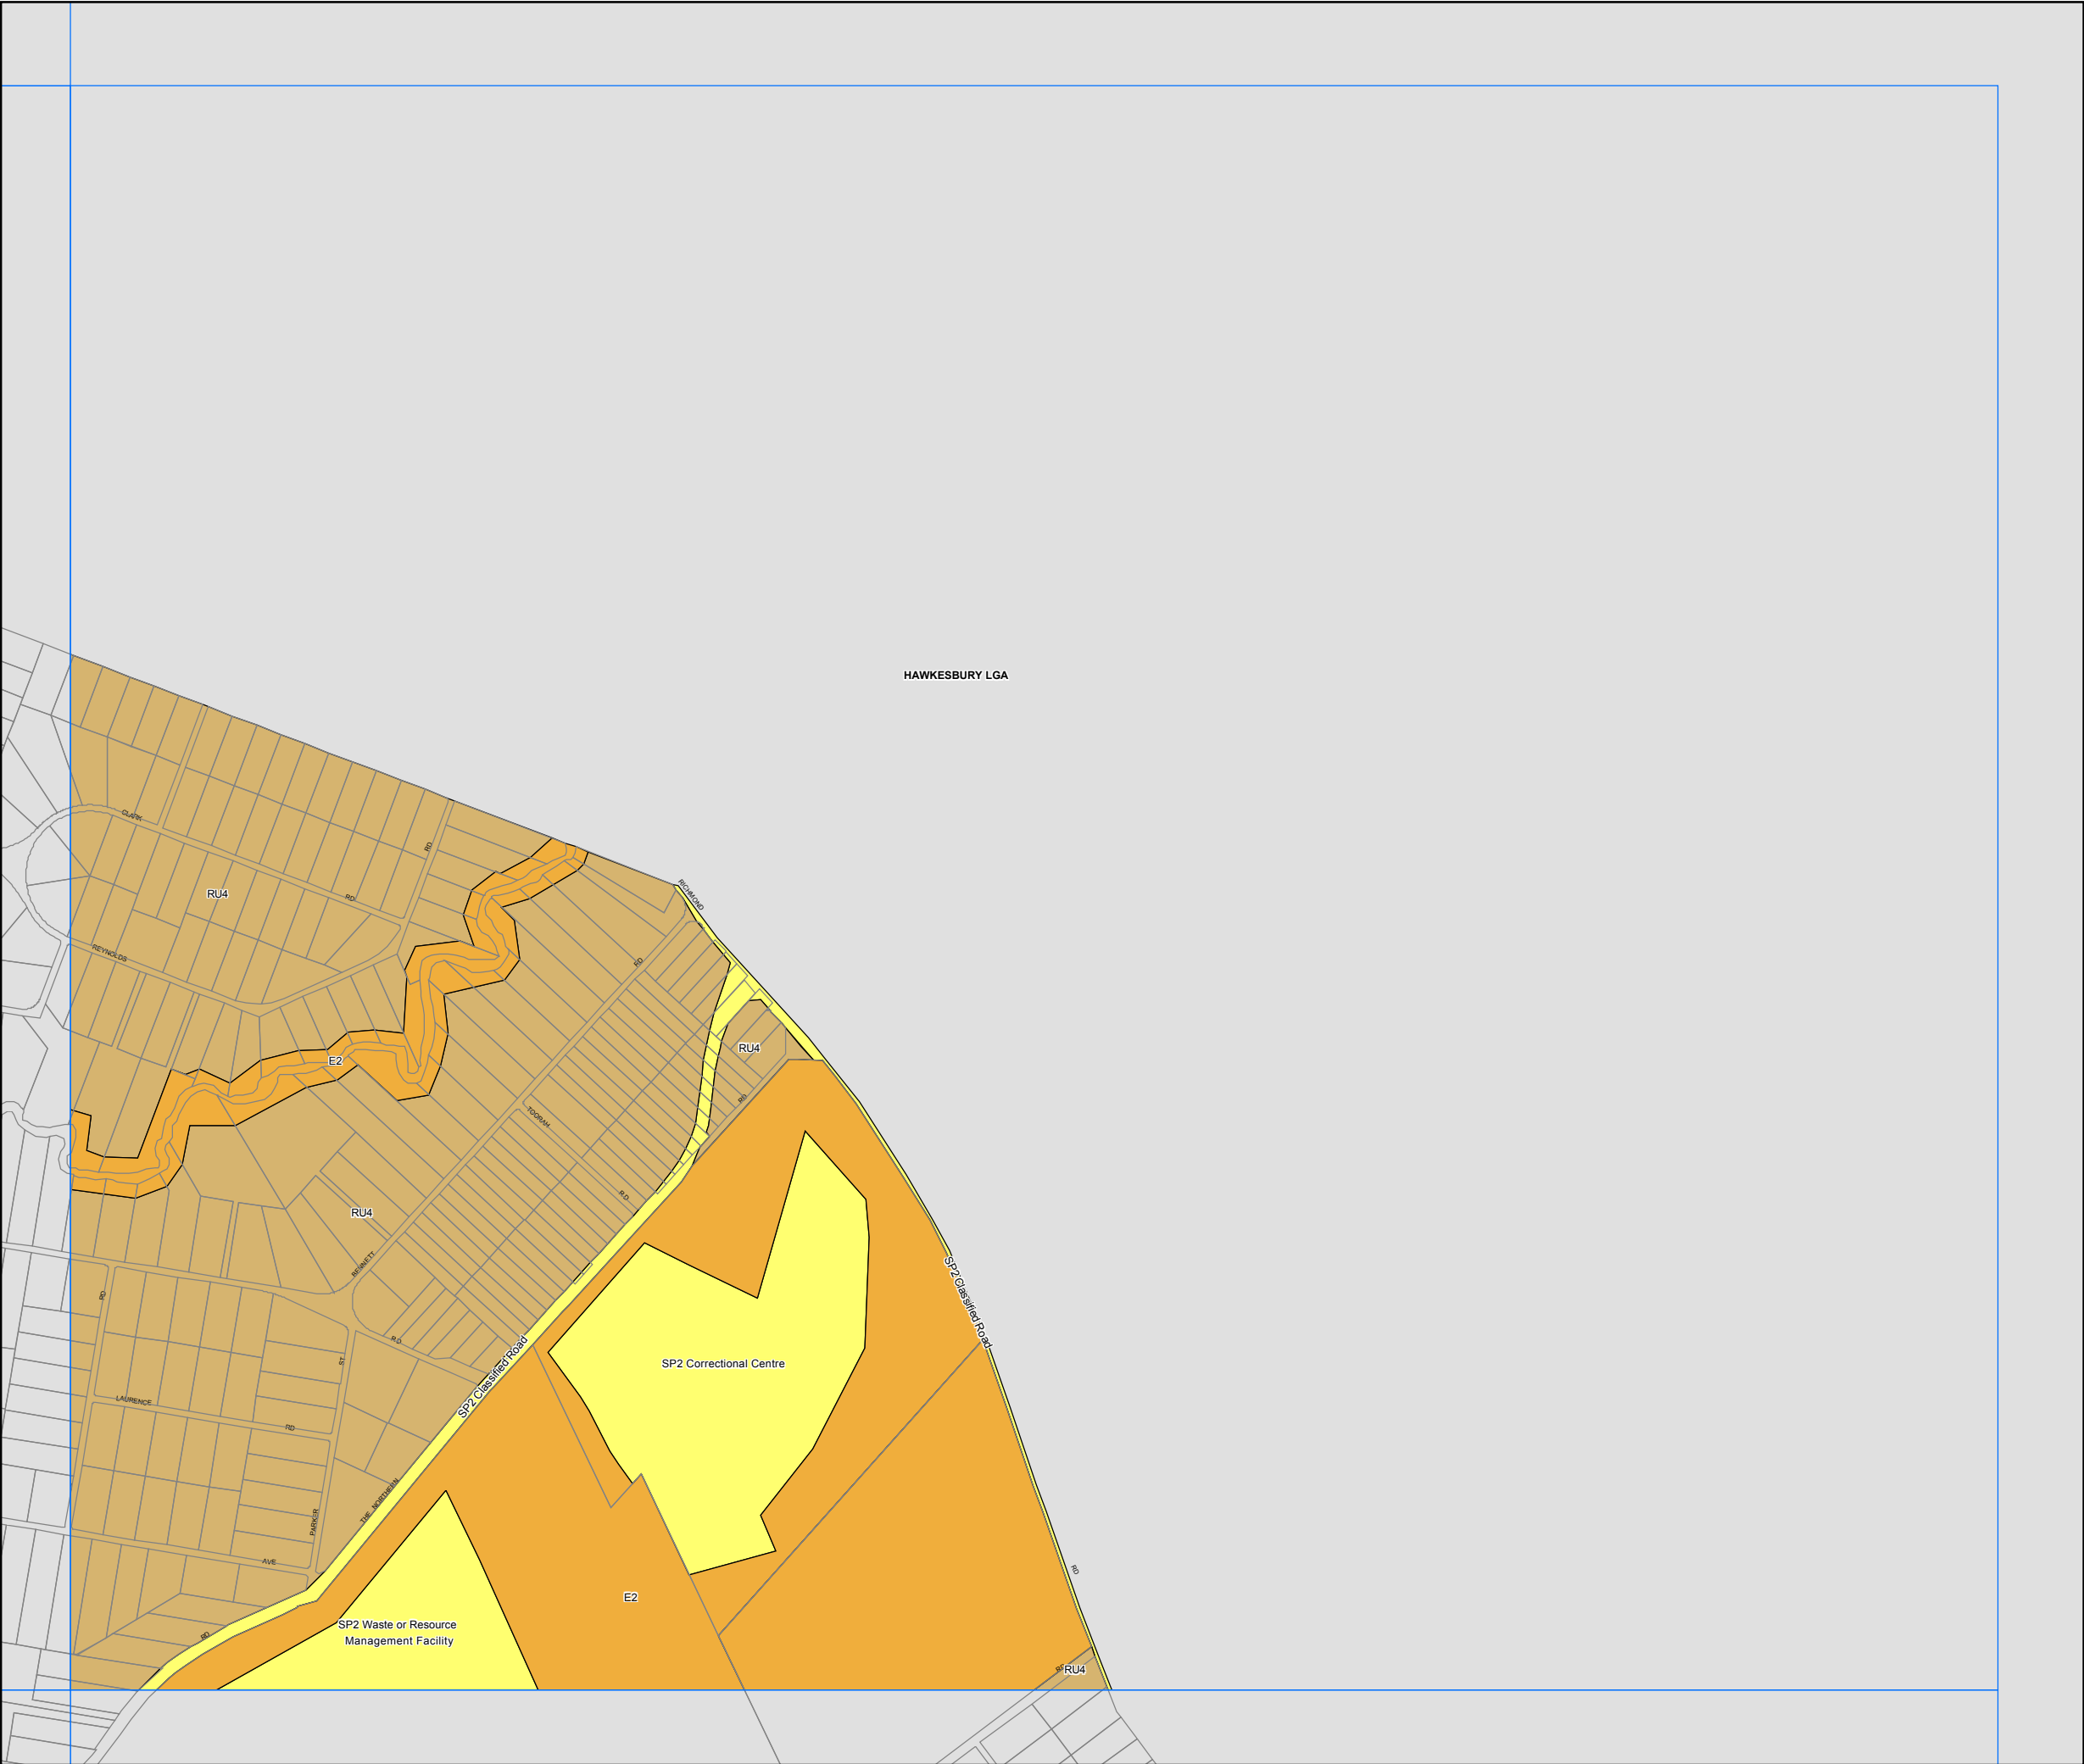 HAWKESBURY LGA
CLARK
RD
RICHMOND
RU4
RD
REYNOLDS
RD
RU4
E2
RD
TOORAH
RD
RU4
BENNETT
SP2 Classified Road
RD
RD
SP2 Classified Road
ST
SP2 Correctional Centre
LAURENCE
RD
THE NORTHERN
PARKER
AVE
RD
E2
SP2 Waste or Resource
Management Facility
RD
RD
RU4